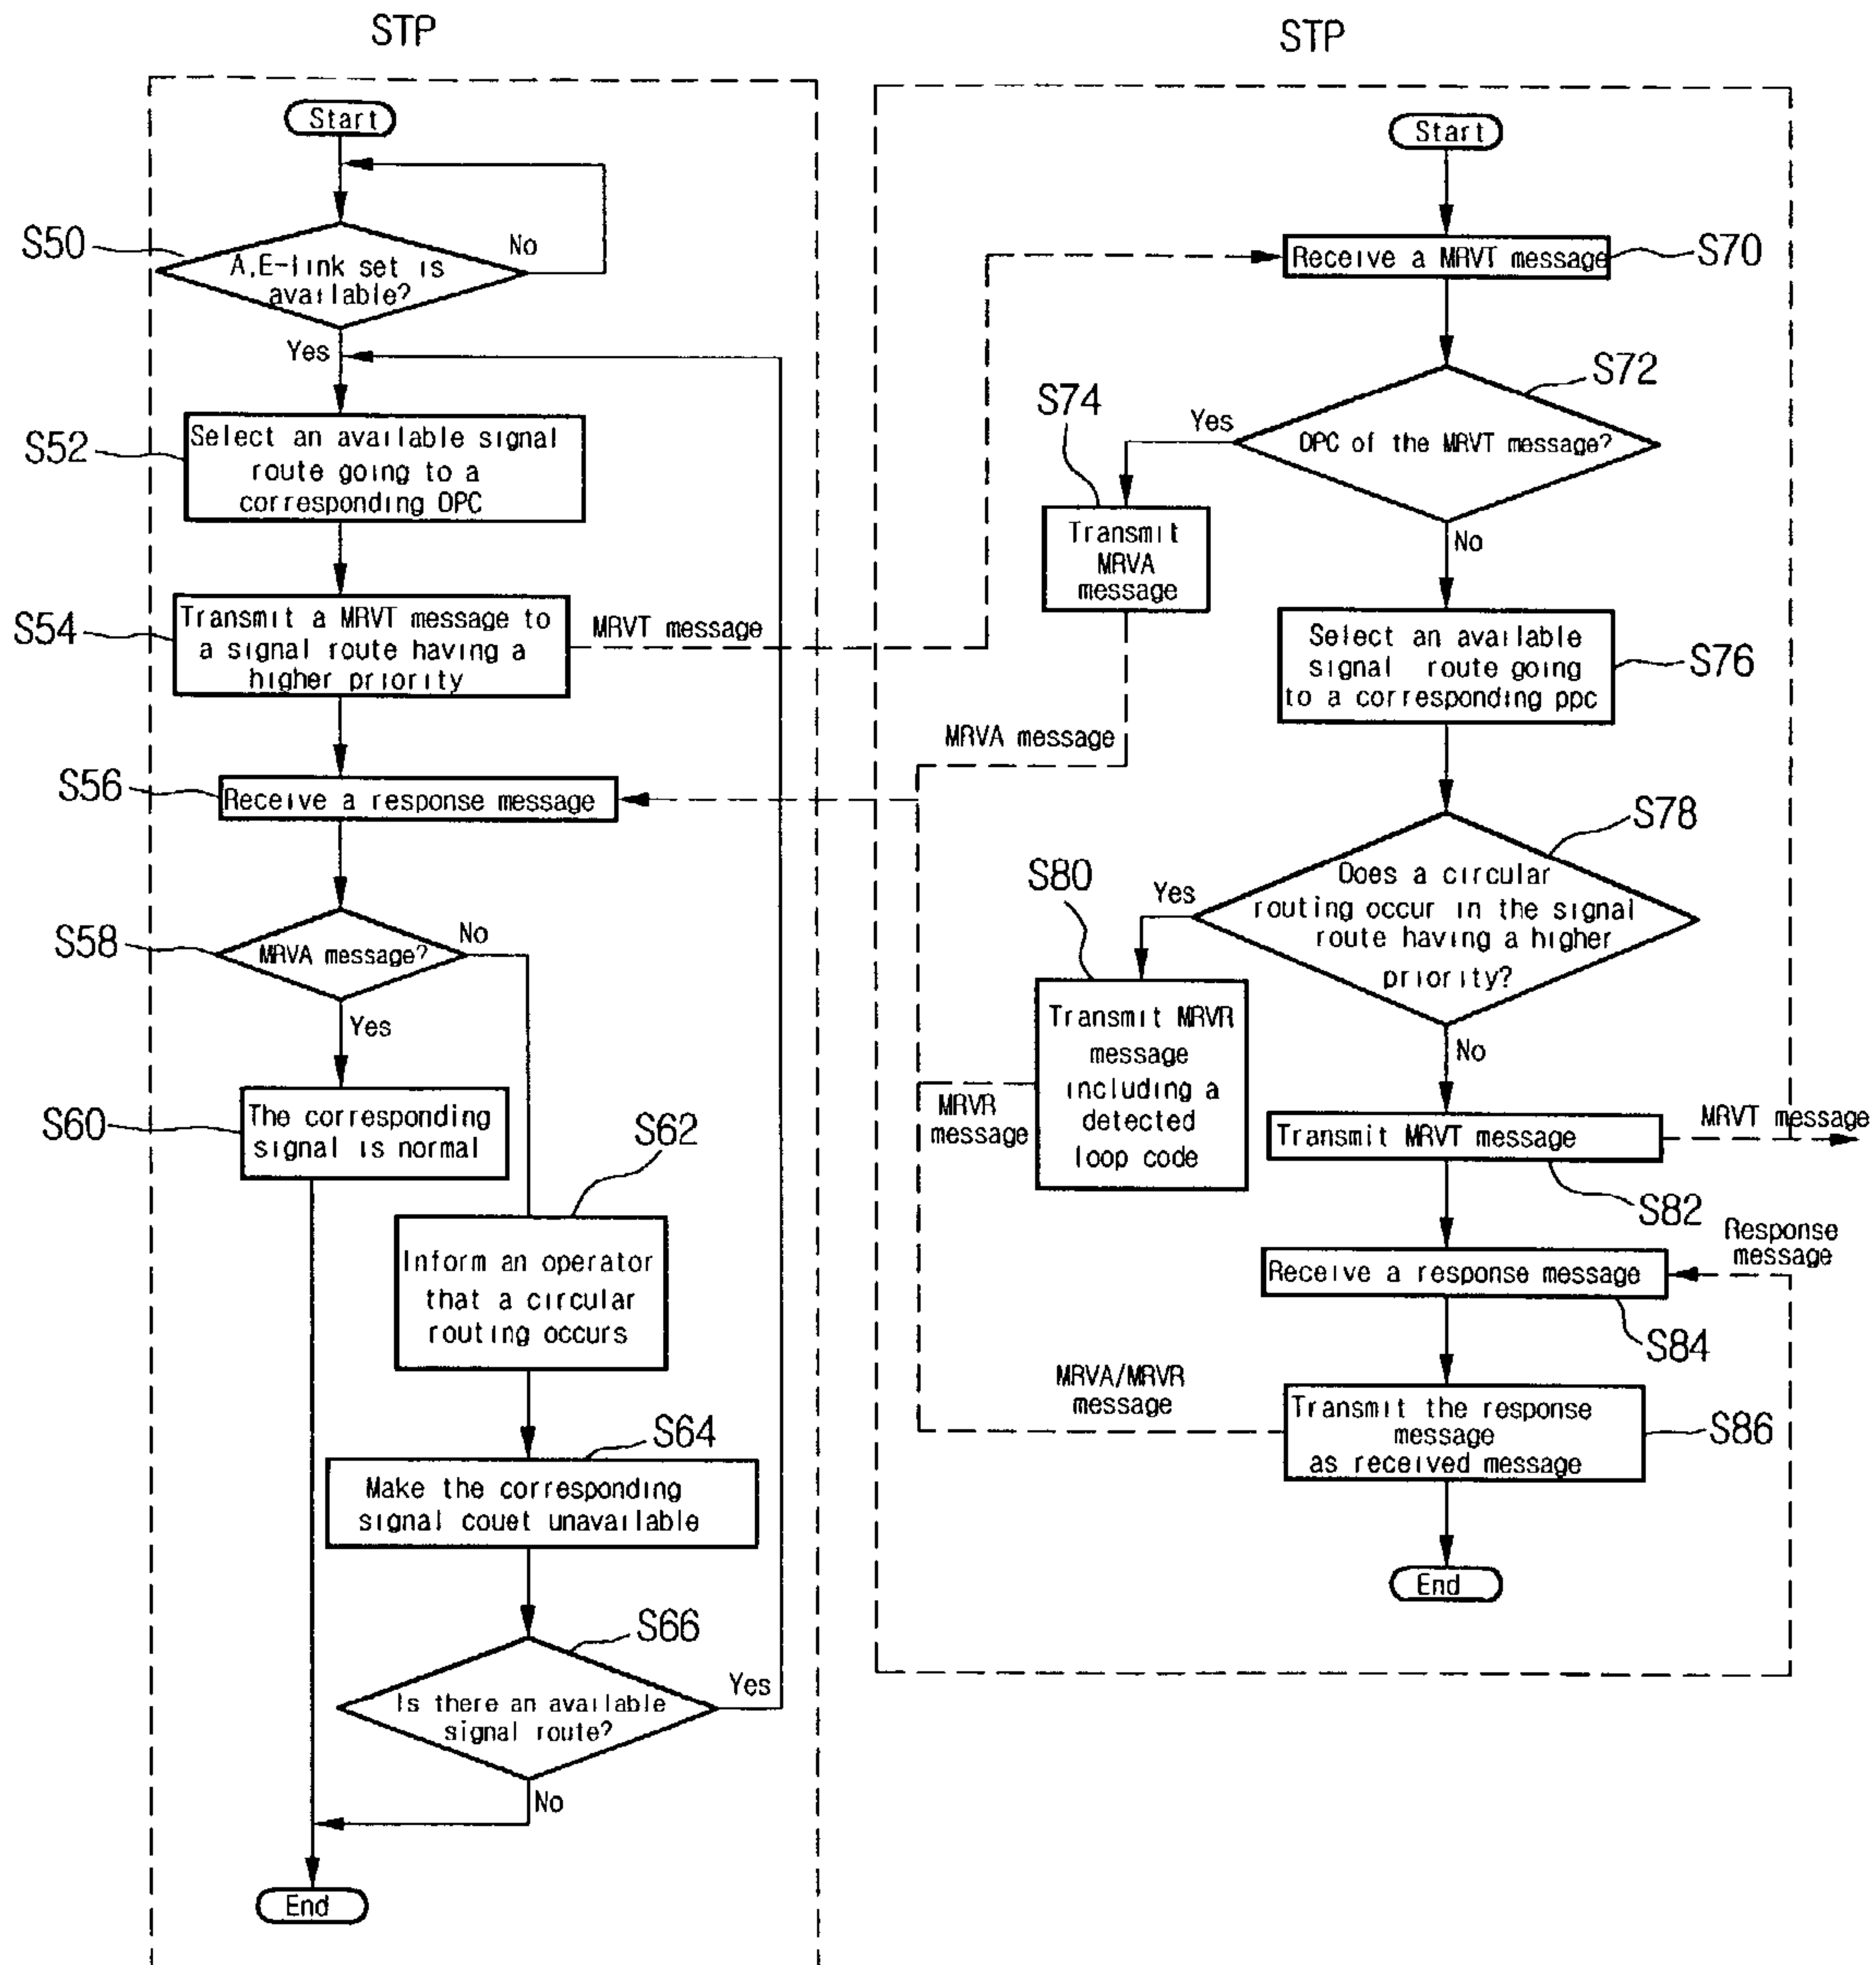 STP
Start
S50
A,E-link set is
available?
No
Yes
S52
Select an available signal
route going to a
corresponding OPC
S54
Transmit a MRVT message to
a signal route having a
higher priority
MRVT message
S56
Receive a response message
S58
MRVA message?
No
Yes
S60
The corresponding
signal is normal
S62
Inform an operator
that a circular
routing occurs
S64
Make the corresponding
signal couet unavailable
S66
Is there an available
signal route?
Yes
No
End
STP
Start
Receive a MRVT message
S70
S72
OPC of the MRVT message?
Yes
No
S74
Transmit
MRVA
message
MRVA message
Select an available
signal route going
to a corresponding ppc
S76
S78
Does a circular
routing occur in the signal
route having a higher
priority?
Yes
No
S80
Transmit MRVR
message
including a
detected
loop code
MRVR
message
Transmit MRVT message
MRVT message
S82
Response
message
Receive a response message
S84
MRVA/MRVR
message
Transmit the response
message
as received message
S86
End